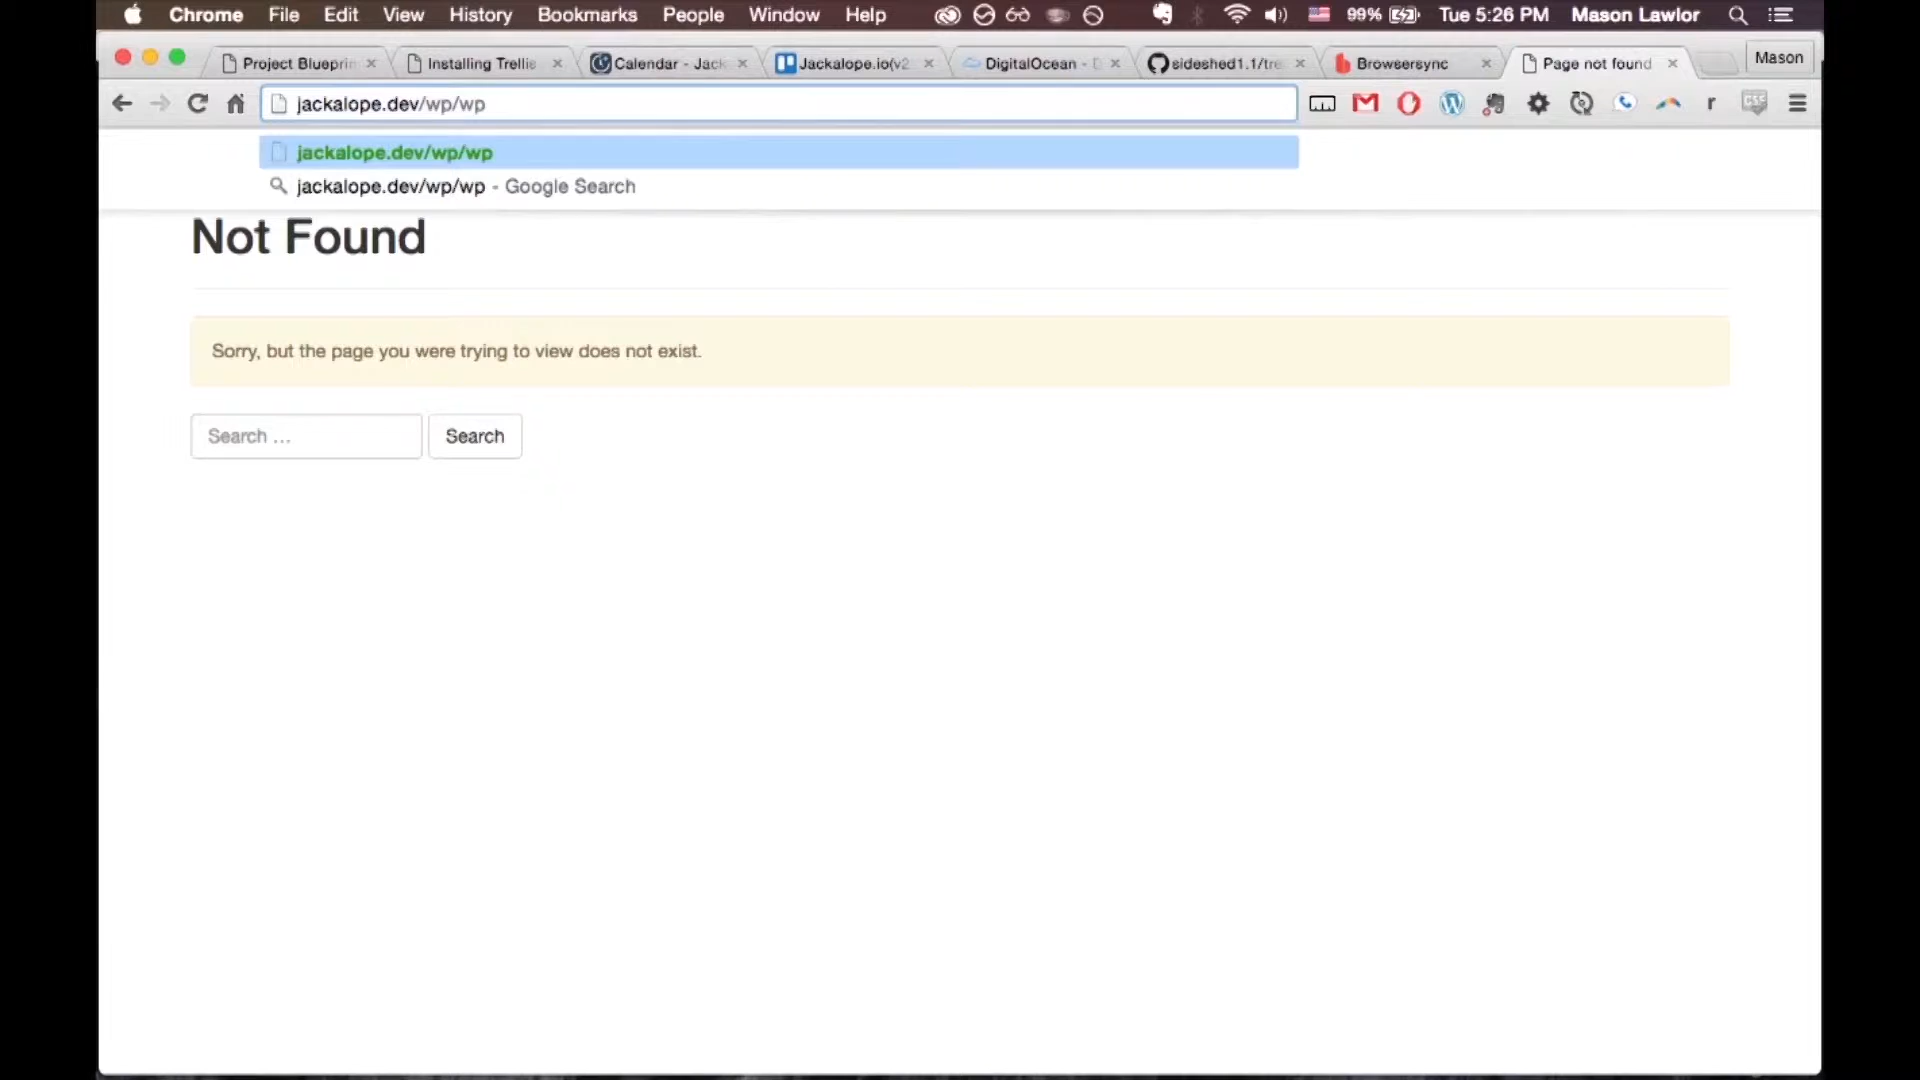 Chrome File Edit View History Bookmarks People Window Help 99% Tue 5:26 PM Mason Lawlor
Project Blueprin Installing Trellis Calendar - Jack Jackalope.io(v2 DigitalOcean - D sideshed1.1/tre Browsersync Page not found Mason
jackalope.dev/wp/wp
jackalope.dev/wp/wp
jackalope.dev/wp/wp - Google Search
Not Found
Sorry, but the page you were trying to view does not exist.
Search ... Search